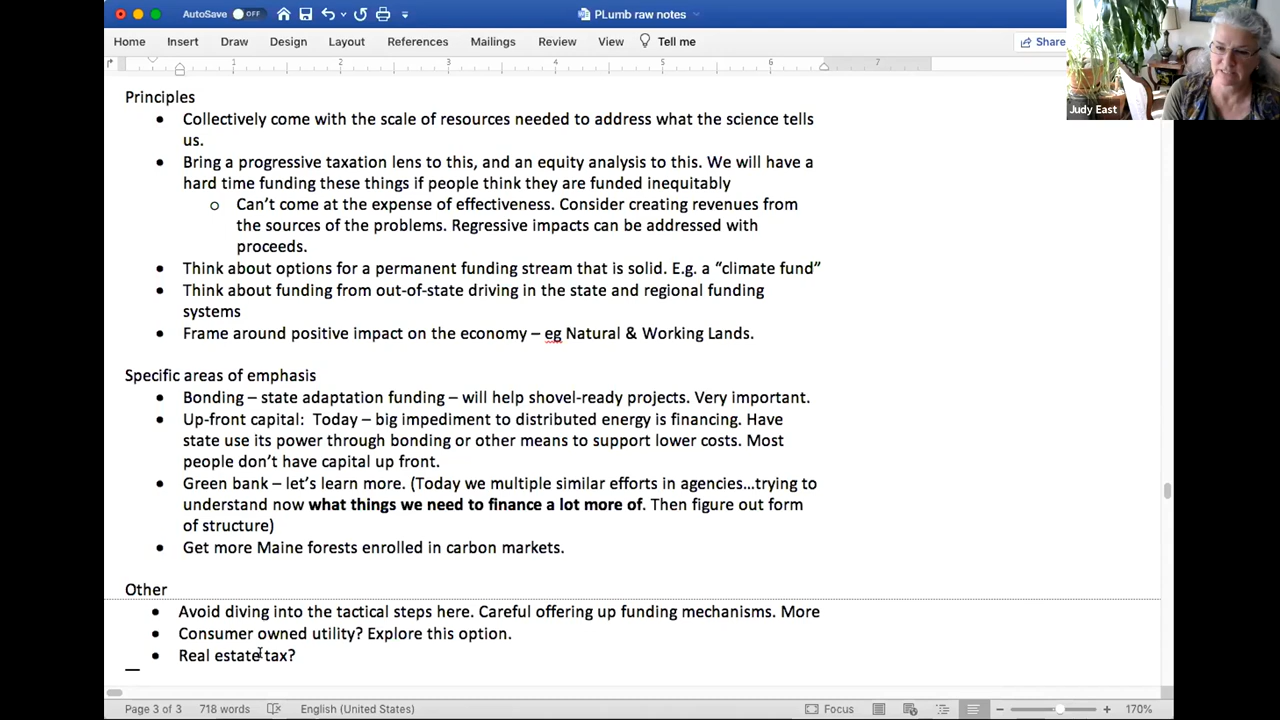 AutoSave OFF
PLumb raw notes
Home Insert Draw Design Layout References Mailings Review View Tell me Share
1 2 3 4 5 6 7
Judy East
Principles
• Collectively come with the scale of resources needed to address what the science tells
us.
• Bring a progressive taxation lens to this, and an equity analysis to this. We will have a
hard time funding these things if people think they are funded inequitably
o Can’t come at the expense of effectiveness. Consider creating revenues from
the sources of the problems. Regressive impacts can be addressed with
proceeds.
• Think about options for a permanent funding stream that is solid. E.g. a “climate fund”
• Think about funding from out-of-state driving in the state and regional funding
systems
• Frame around positive impact on the economy – eg Natural & Working Lands.
Specific areas of emphasis
• Bonding – state adaptation funding – will help shovel-ready projects. Very important.
• Up-front capital: Today – big impediment to distributed energy is financing. Have
state use its power through bonding or other means to support lower costs. Most
people don’t have capital up front.
• Green bank – let’s learn more. (Today we multiple similar efforts in agencies…trying to
understand now what things we need to finance a lot more of. Then figure out form
of structure)
• Get more Maine forests enrolled in carbon markets.
Other
• Avoid diving into the tactical steps here. Careful offering up funding mechanisms. More
• Consumer owned utility? Explore this option.
• Real estate tax?
Page 3 of 3 718 words English (United States) Focus 170%